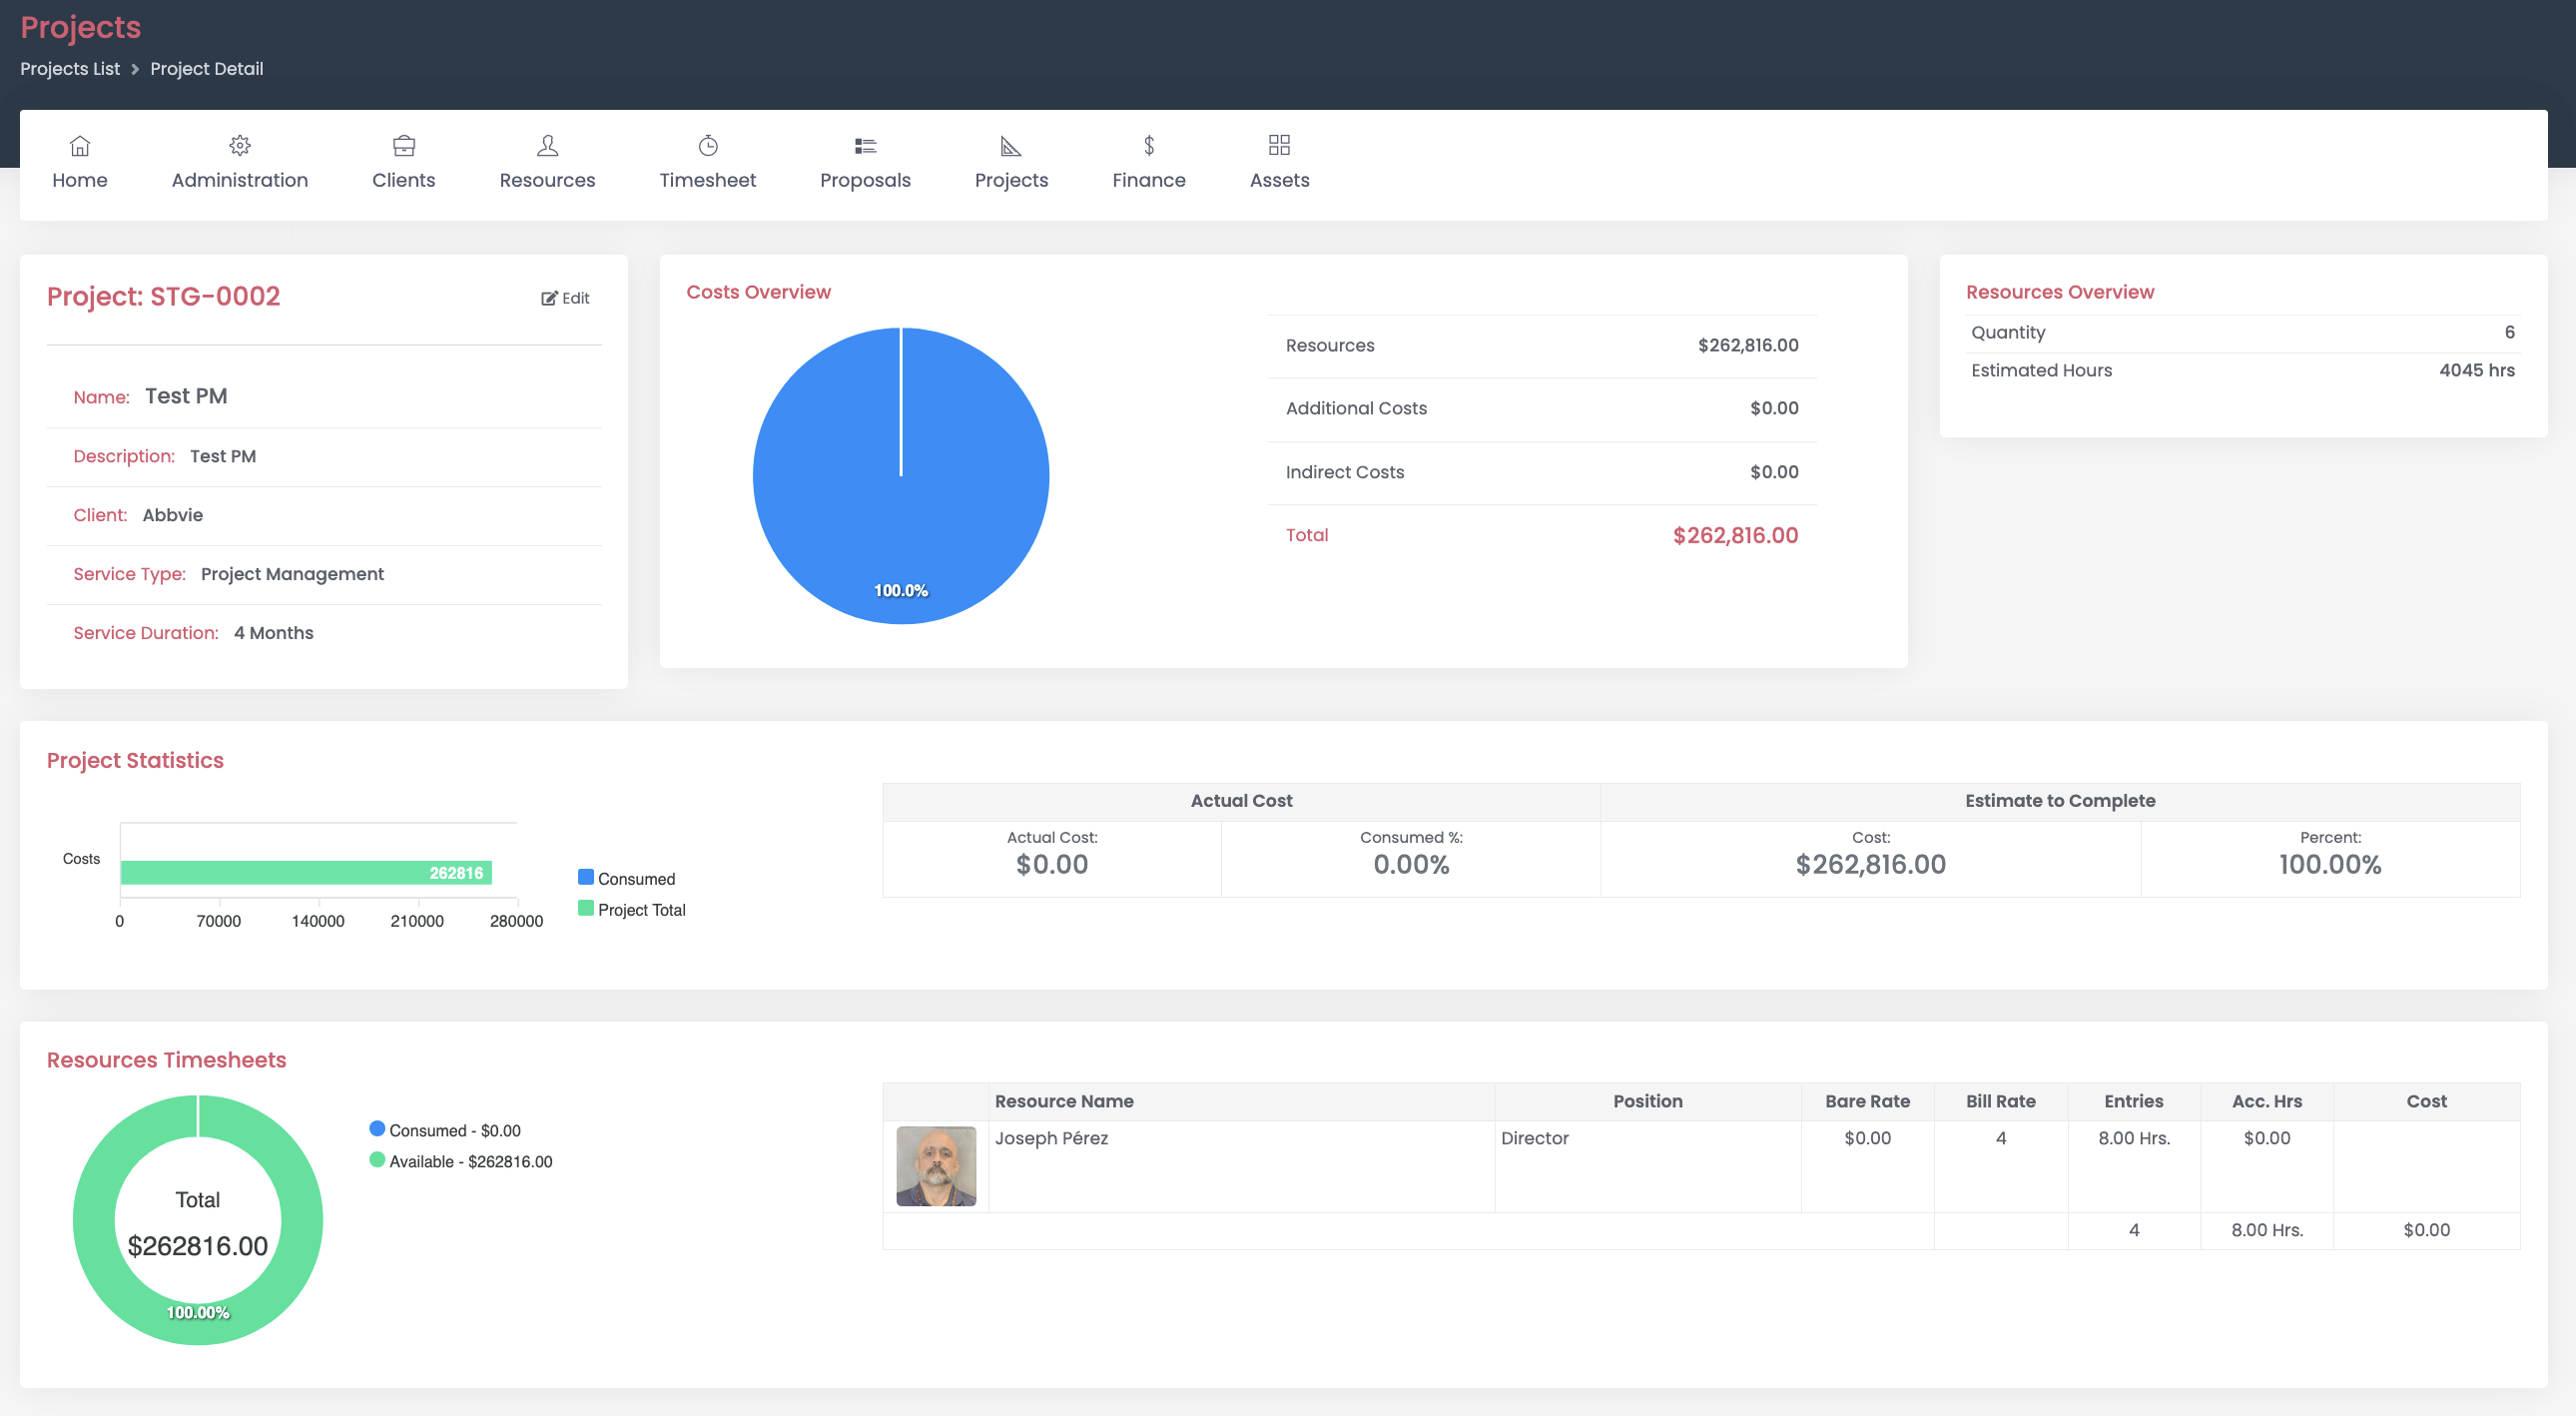 Projects
Projects List > Project Detail
Home Administration Clients Resources Timesheet Proposals Projects Finance Assets
Project: STG-0002 Edit
Name: Test PM
Description: Test PM
Client: Abbvie
Service Type: Project Management
Service Duration: 4 Months
Costs Overview
100.0%
Resources $262,816.00
Additional Costs $0.00
Indirect Costs $0.00
Total $262,816.00
Resources Overview
Quantity 6
Estimated Hours 4045 hrs
Project Statistics
Costs
262816
0 70000 140000 210000 280000
Consumed
Project Total
Actual Cost Estimate to Complete
Actual Cost: Consumed %: Cost: Percent:
$0.00 0.00% $262,816.00 100.00%
Resources Timesheets
Total
$262816.00
100.00%
Consumed - $0.00
Available - $262816.00
Resource Name Position Bare Rate Bill Rate Entries Acc. Hrs Cost
Joseph Pérez Director $0.00 4 8.00 Hrs. $0.00
4 8.00 Hrs. $0.00